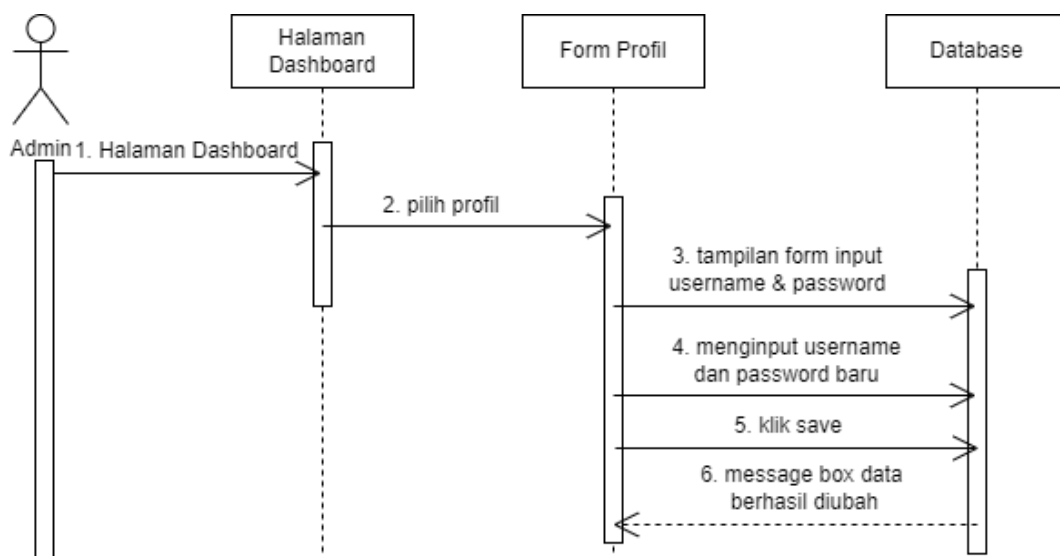 Halaman
Dashboard
Form Profil
Database
Admin
1. Halaman Dashboard
2. pilih profil
3. tampilan form input
username & password
4. menginput username
dan password baru
5. klik save
6. message box data
berhasil diubah